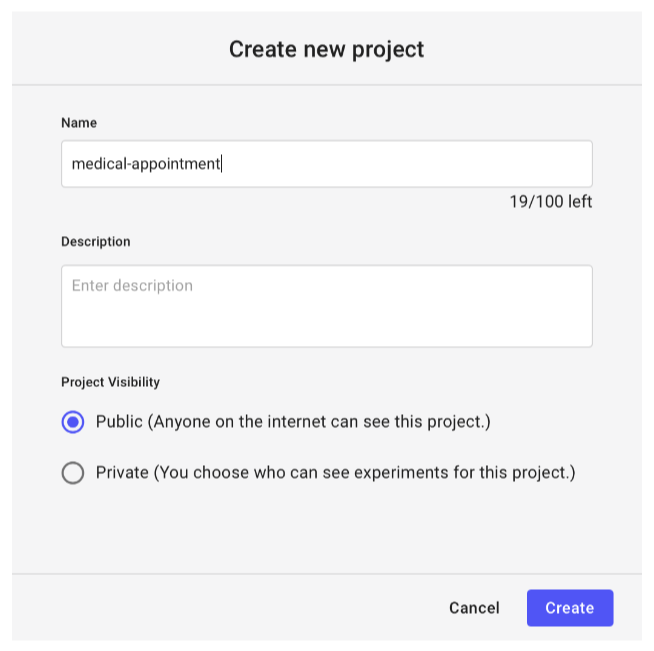 Create new project
Name
medical-appointment
19/100 left
Description
Enter description
Project Visibility
Public (Anyone on the internet can see this project.)
Private (You choose who can see experiments for this project.)
Cancel Create